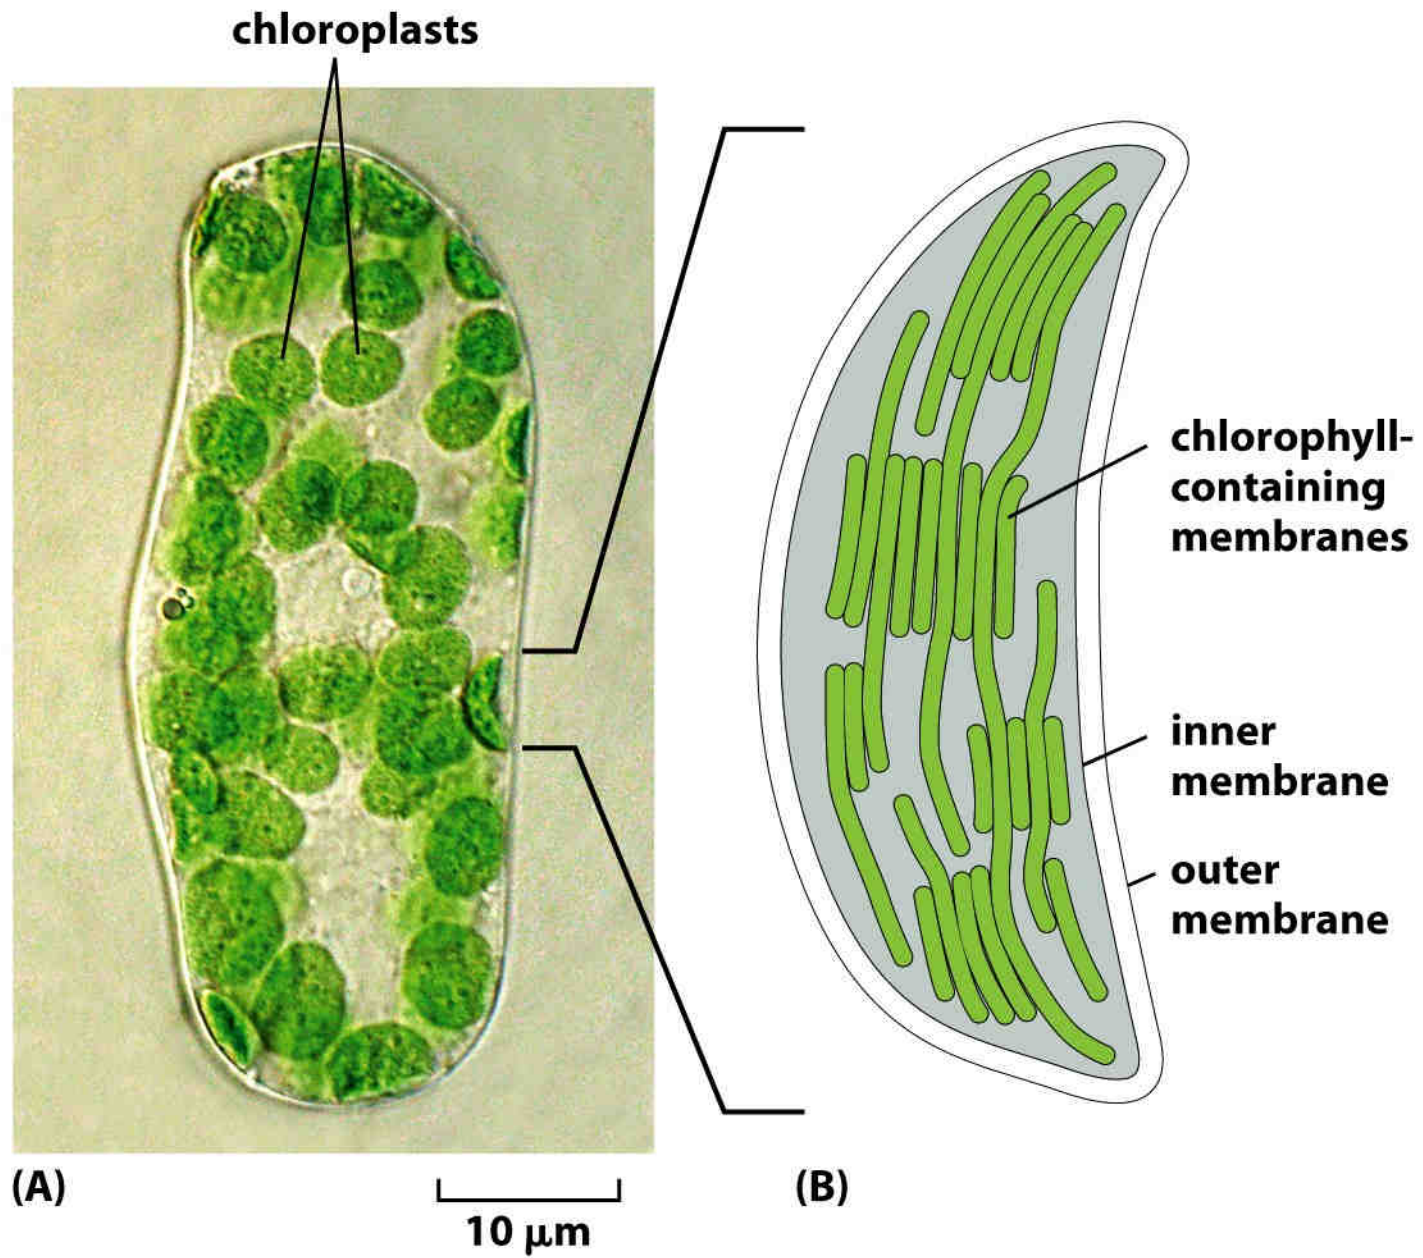 chloroplasts
chlorophyll-
containing
membranes
inner
membrane
outer
membrane
(A)
10 μm
(B)